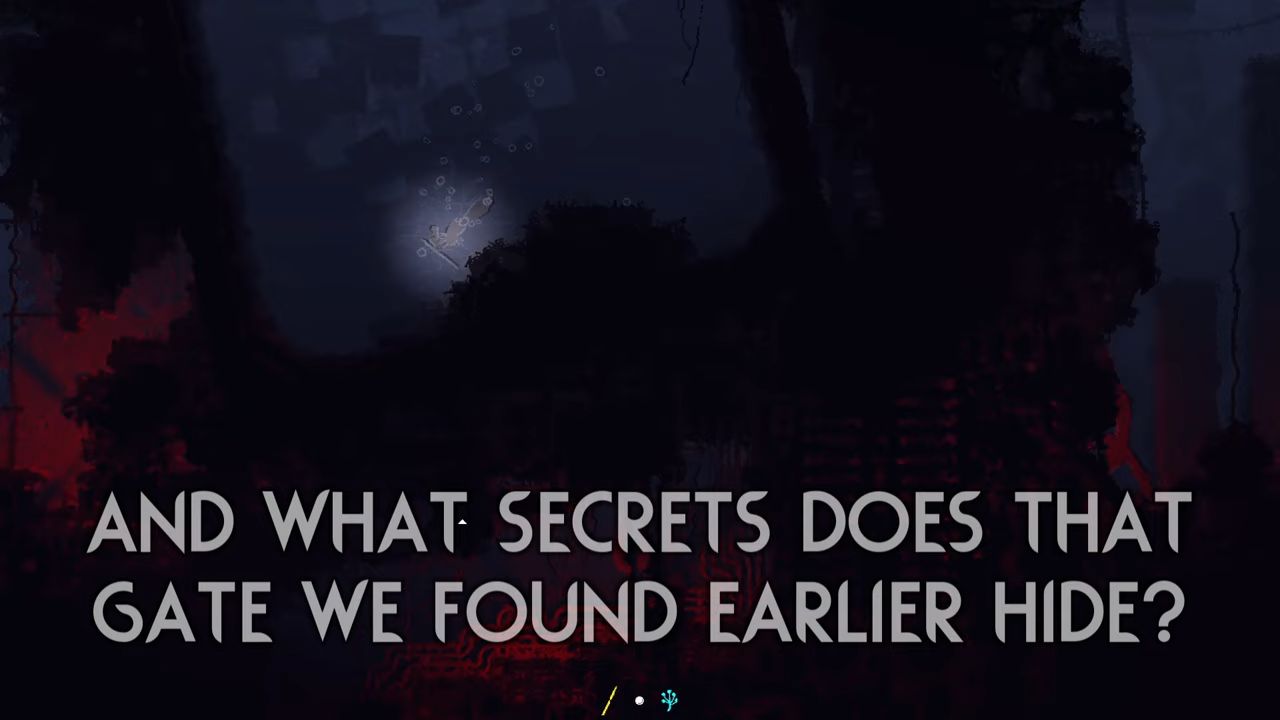 AND WHAT SECRETS DOES THAT
GATE WE FOUND EARLIER HIDE?